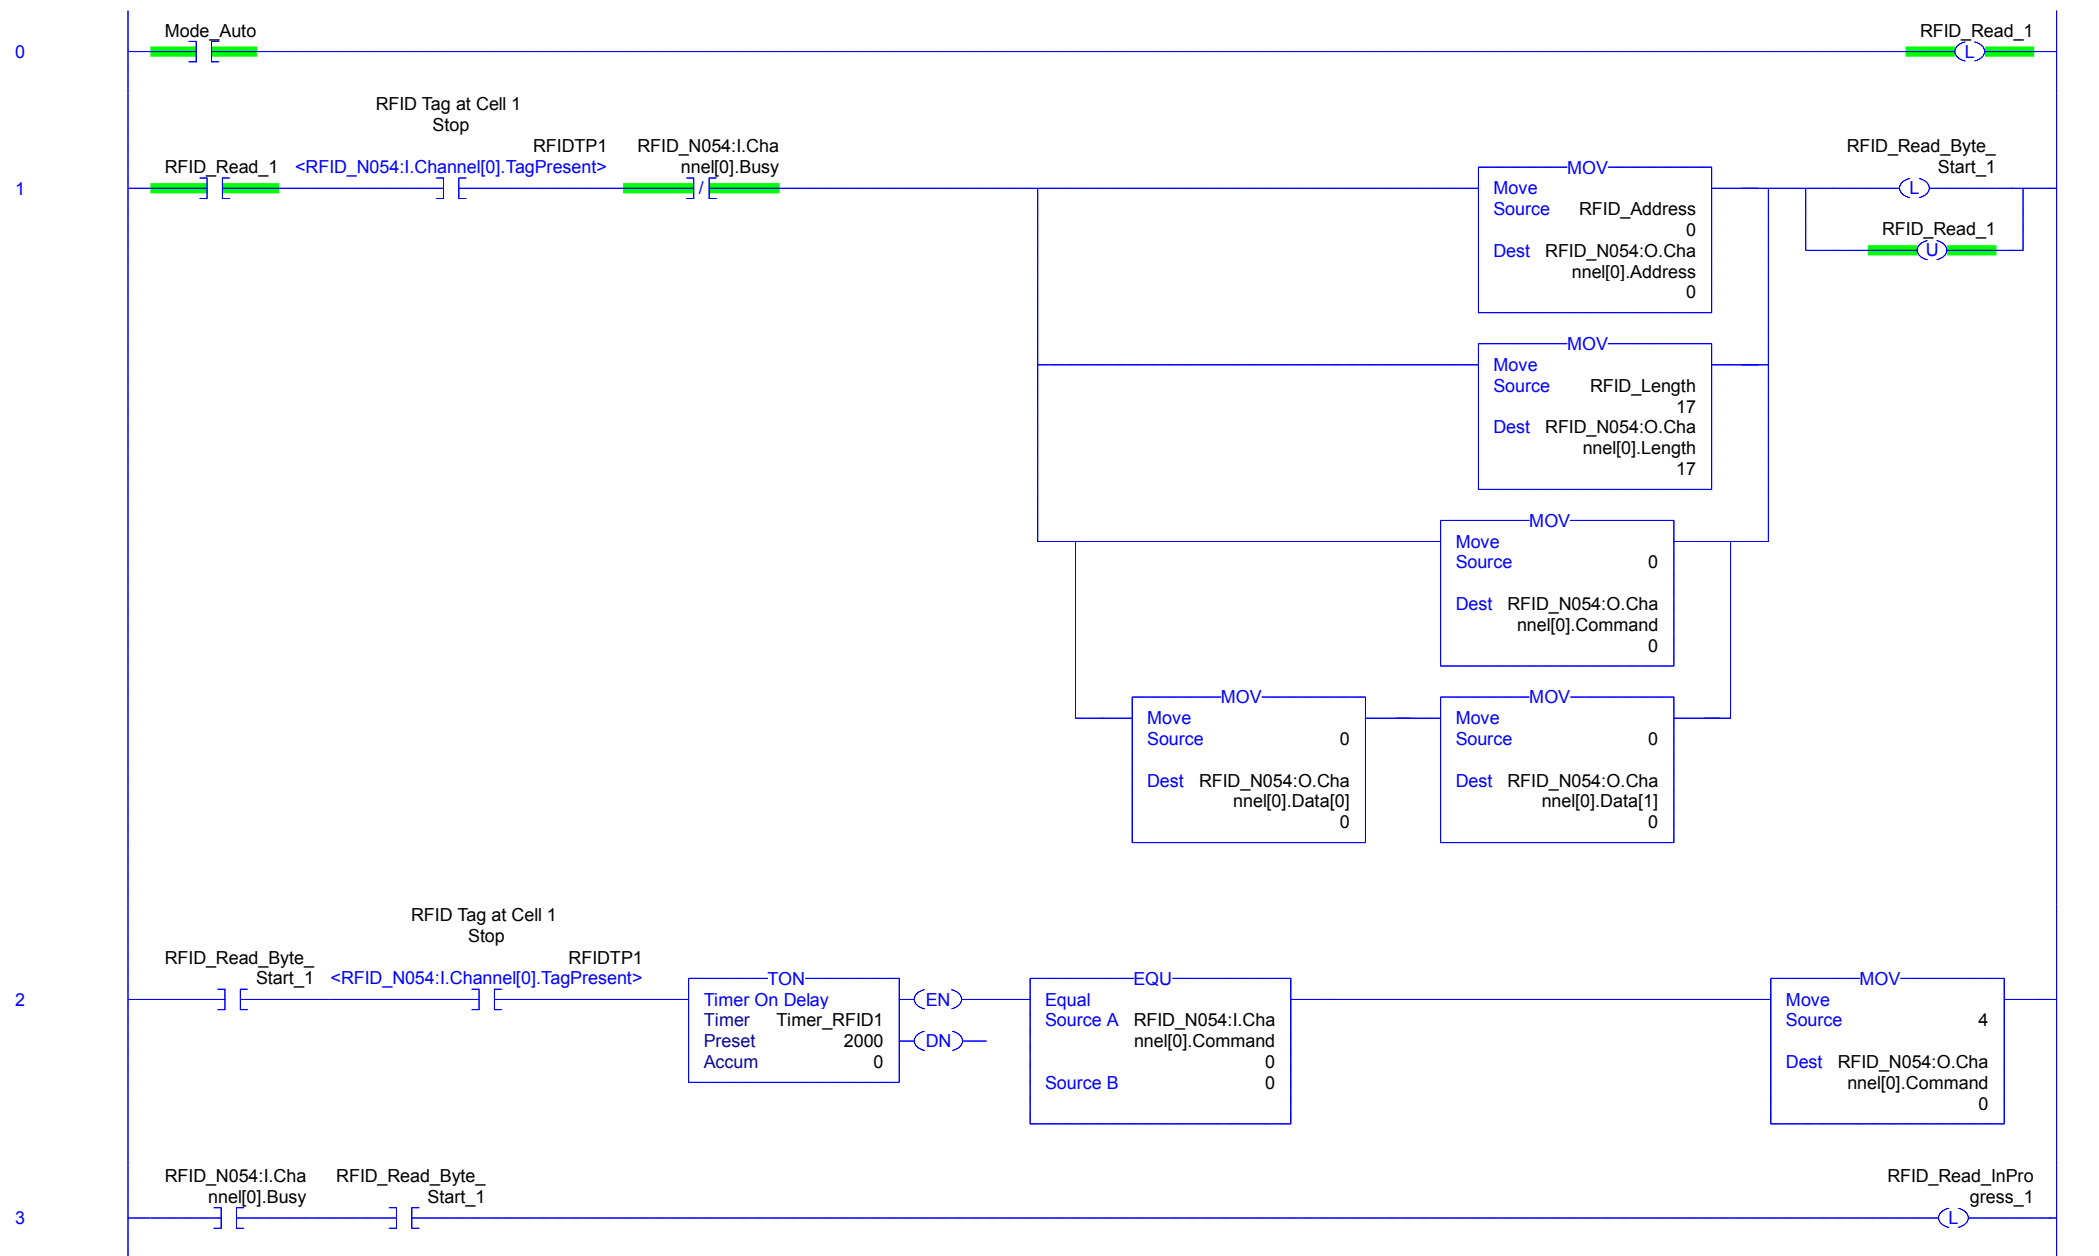 Mode_Auto
RFID_Read_1
0
L
RFID Tag at Cell 1
Stop
RFIDTP1
RFID_N054:I.Cha
RFID_Read_1
<RFID_N054:I.Channel[0].TagPresent>
nnel[0].Busy
RFID_Read_Byte_
Start_1
1
/
L
MOV
Move
Source RFID_Address
0
Dest RFID_N054:O.Cha
nnel[0].Address
0
RFID_Read_1
U
MOV
Move
Source RFID_Length
17
Dest RFID_N054:O.Cha
nnel[0].Length
17
MOV
Move
Source 0
Dest RFID_N054:O.Cha
nnel[0].Command
0
MOV
Move
Source 0
Dest RFID_N054:O.Cha
nnel[0].Data[0]
0
MOV
Move
Source 0
Dest RFID_N054:O.Cha
nnel[0].Data[1]
0
RFID Tag at Cell 1
Stop
RFID_Read_Byte_
Start_1
RFIDTP1
<RFID_N054:I.Channel[0].TagPresent>
2
TON
Timer On Delay
Timer Timer_RFID1
Preset 2000
Accum 0
EN
DN
EQU
Equal
Source A RFID_N054:I.Cha
nnel[0].Command
0
Source B 0
MOV
Move
Source 4
Dest RFID_N054:O.Cha
nnel[0].Command
0
RFID_N054:I.Cha
nnel[0].Busy
RFID_Read_Byte_
Start_1
RFID_Read_InPro
gress_1
3
L